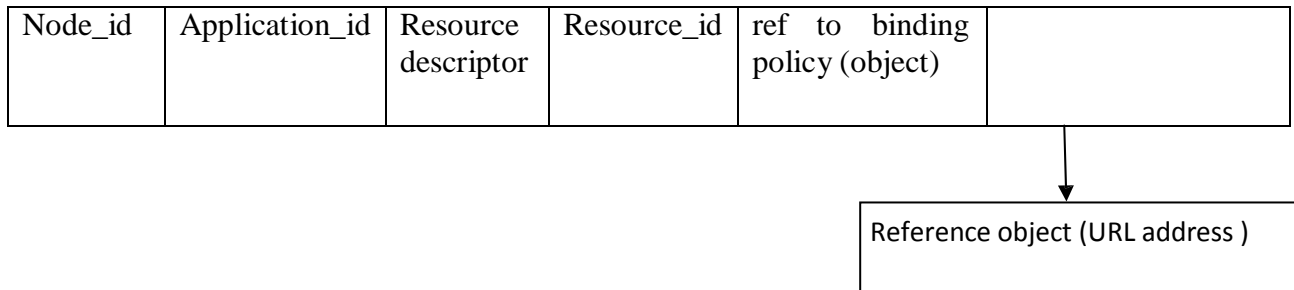 Node_id
Application_id
Resource
descriptor
Resource_id
ref to binding
policy (object)
Reference object (URL address )